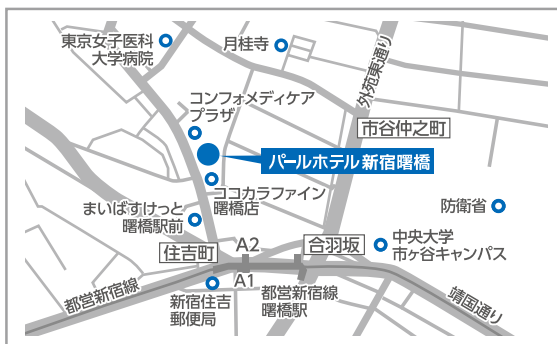 東京女子医科
大学病院
月桂寺
外苑東通り
コンフォメディケア
プラザ
市谷仲之町
パールホテル新宿曙橋
ココカラファイン
曙橋店
防衛省
まいばすけっと
曙橋駅前
住吉町
A2
合羽坂
中央大学
市ヶ谷キャンパス
A1
都営新宿線
新宿住吉
郵便局
都営新宿線
曙橋駅
靖国通り